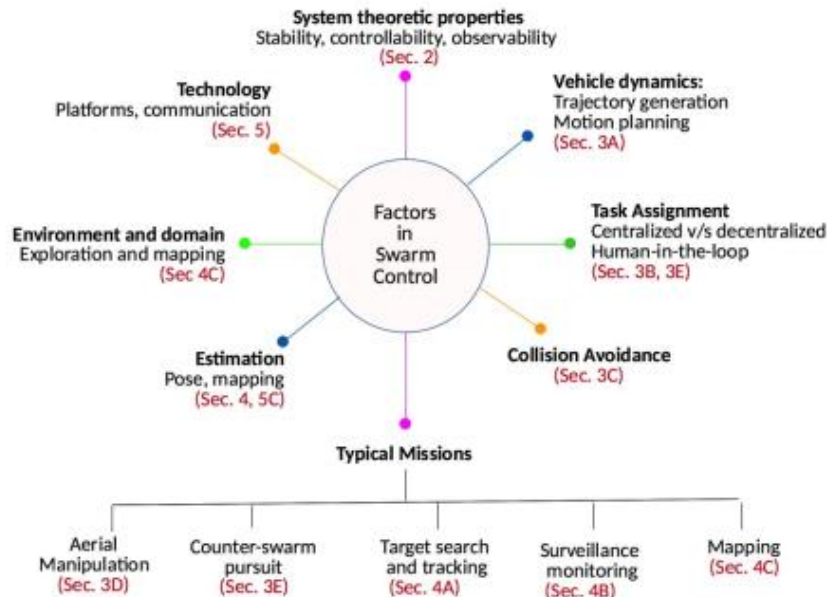 System theoretic properties
Stability, controllability, observability
(Sec. 2)
Technology
Platforms, communication
(Sec. 5)
Vehicle dynamics:
Trajectory generation
Motion planning
(Sec. 3A)
Factors
in
Swarm
Control
Environment and domain
Exploration and mapping
(Sec 4C)
Task Assignment
Centralized v/s decentralized
Human-in-the-loop
(Sec. 3B, 3E)
Estimation
Pose, mapping
(Sec. 4, 5C)
Collision Avoidance
(Sec. 3C)
Typical Missions
Aerial
Manipulation
(Sec. 3D)
Counter-swarm
pursuit
(Sec. 3E)
Target search
and tracking
(Sec. 4A)
Surveillance
monitoring
(Sec. 4B)
Mapping
(Sec. 4C)